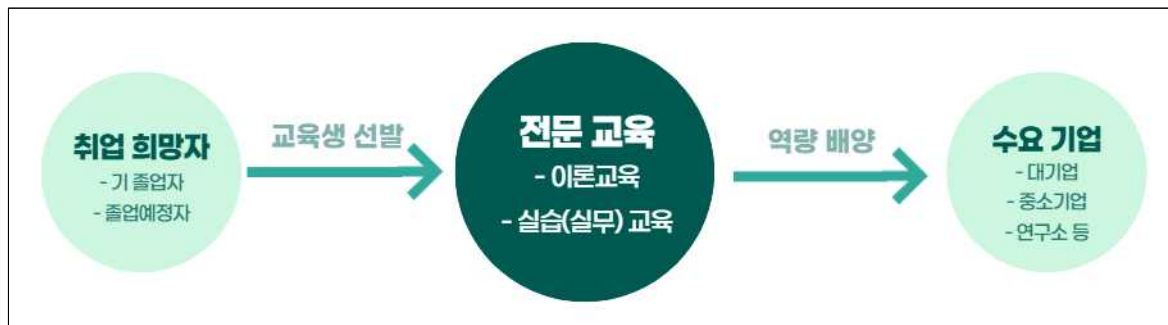 취업 희망자
- 기 졸업자
- 졸업예정자
교육생 선발
전문 교육
- 이론교육
- 실습(실무) 교육
역량 배양
수요 기업
- 대기업
- 중소기업
- 연구소 등